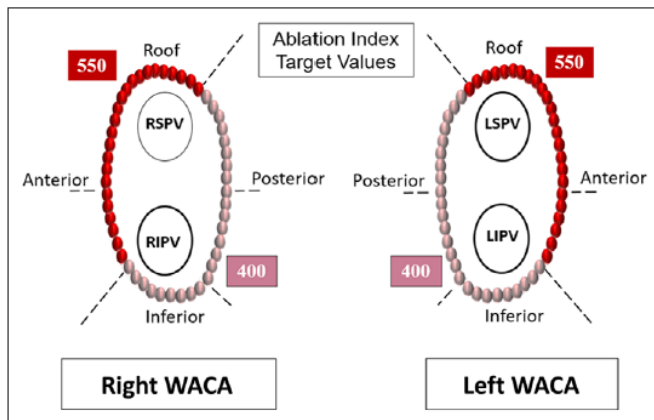 Roof
550
Ablation Index
Target Values
Roof
550
RSPV
LSPV
Anterior
Posterior
Posterior
Anterior
RIPV
LIPV
400
400
Inferior
Inferior
Right WACA
Left WACA